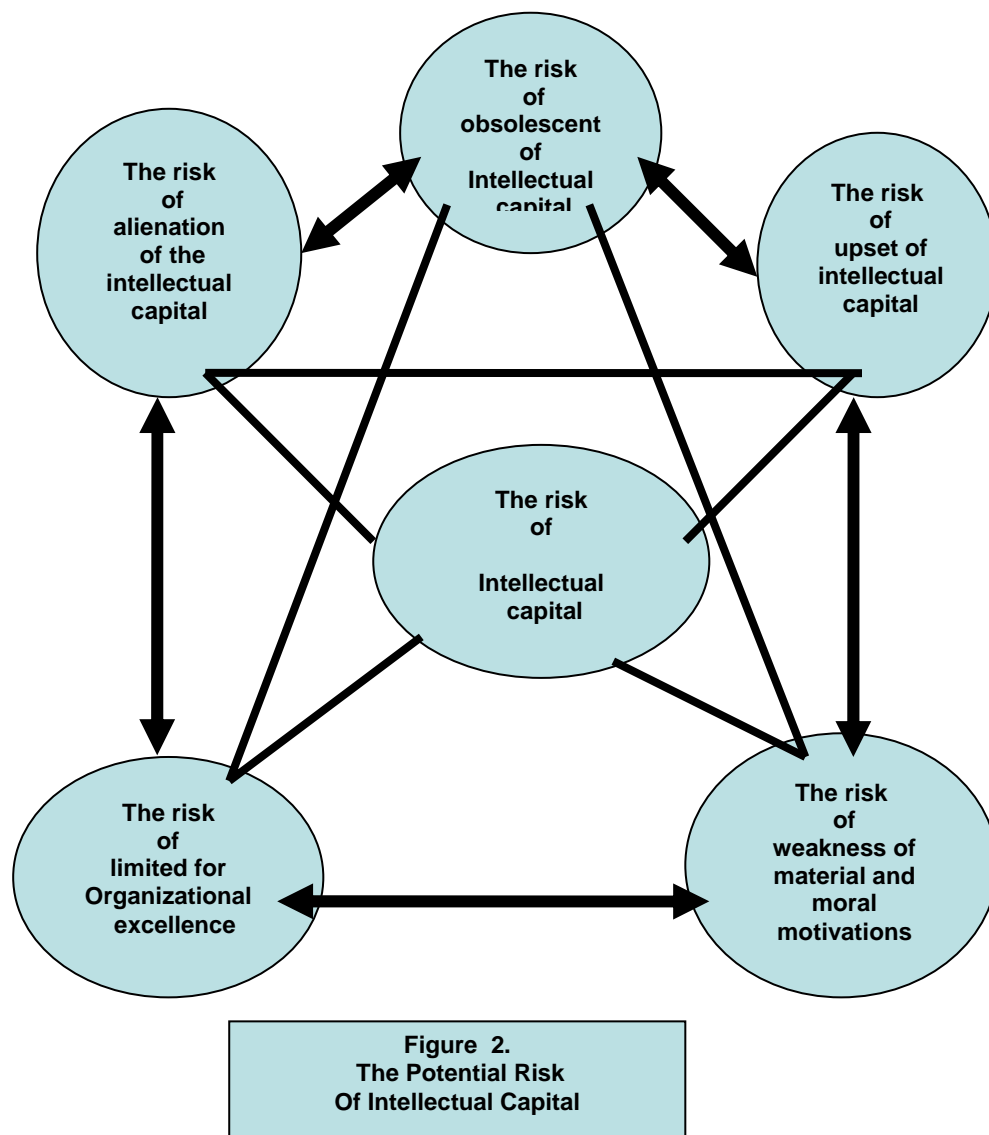 The risk
of
obsolescent
of
Intellectual
capital
The risk
of
alienation
of the
intellectual
capital
The risk
of
upset of
intellectual
capital
The risk
of
Intellectual
capital
The risk
of
limited for
Organizational
excellence
The risk
of
weakness of
material and
moral
motivations
Figure 2.
The Potential Risk
Of Intellectual Capital